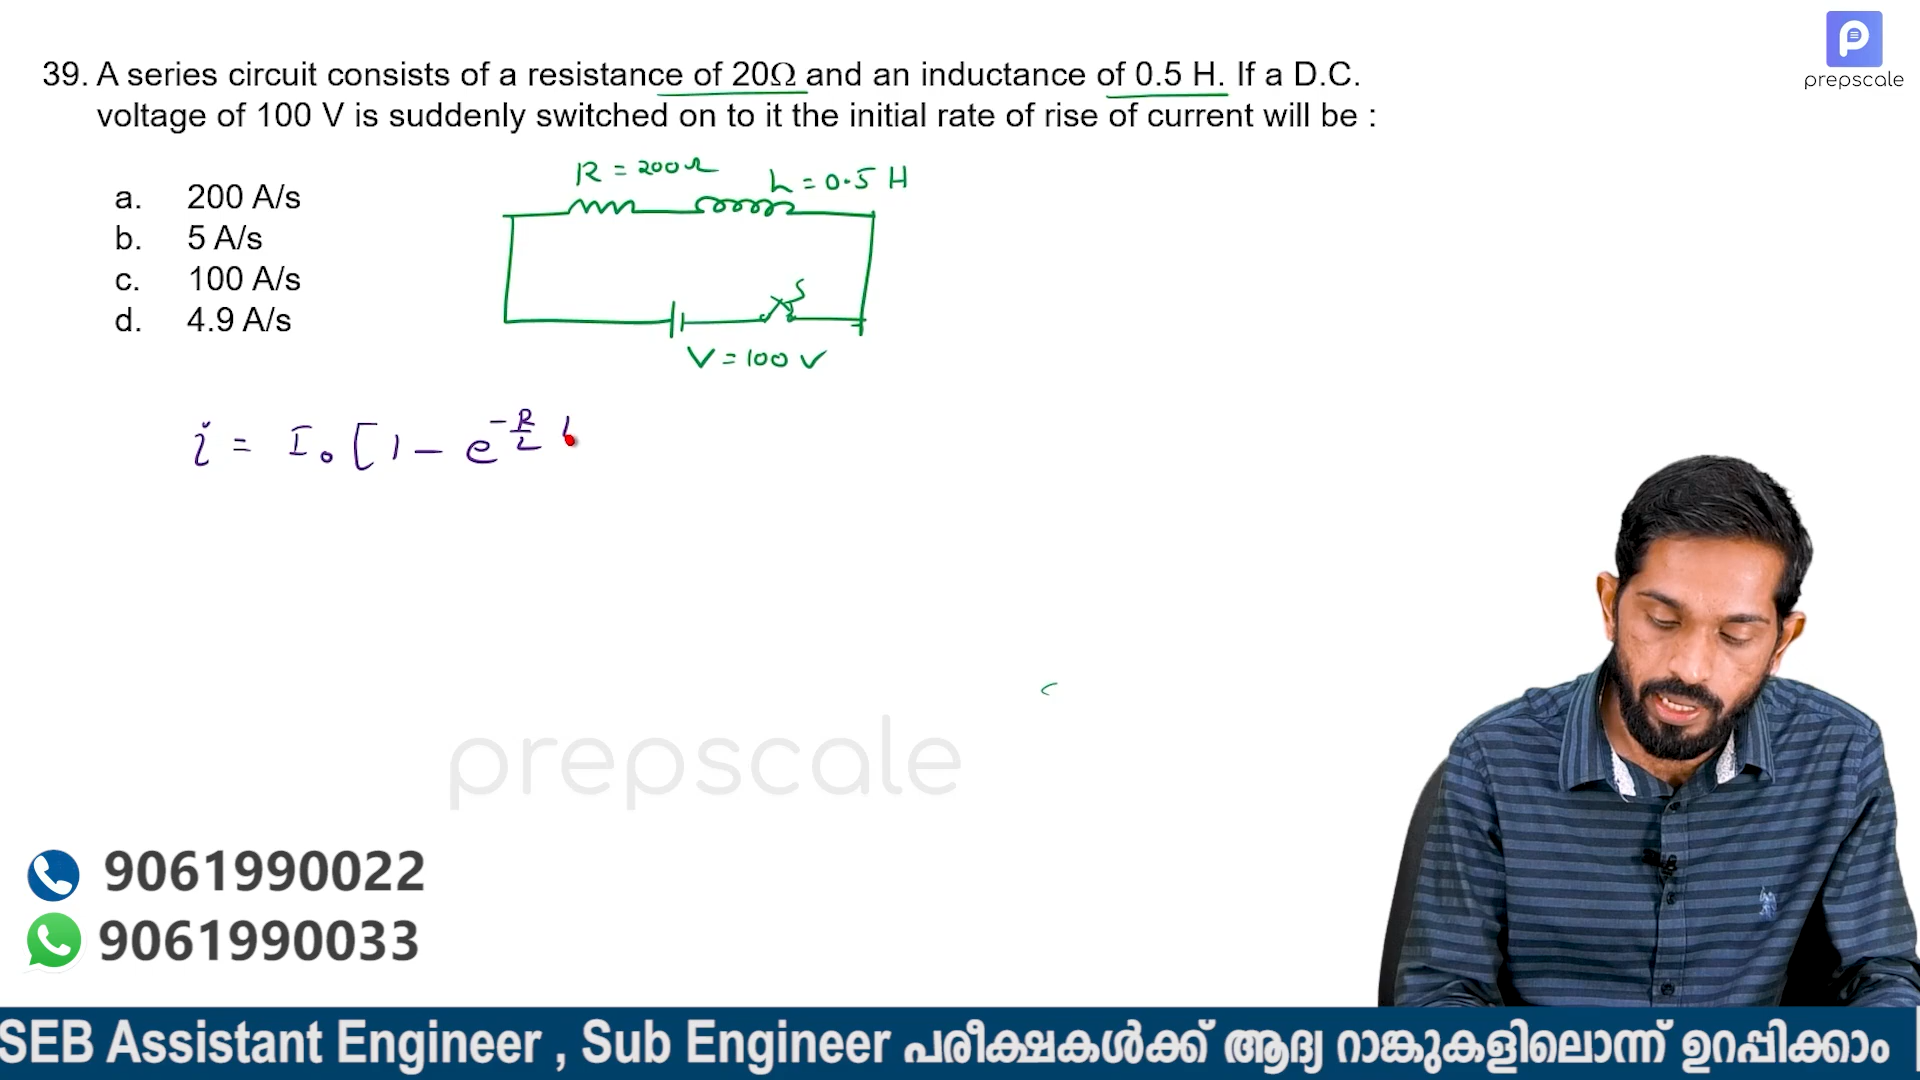 prepscale
39. A series circuit consists of a resistance of 20Ω and an inductance of 0.5 H. If a D.C.
voltage of 100 V is suddenly switched on to it the initial rate of rise of current will be :
a. 200 A/s
b. 5 A/s
c. 100 A/s
d. 4.9 A/s
R = 200Ω
L = 0.5 H
S
V = 100 V
i = I₀ [1 - e^-R/L t
prepscale
9061990022
9061990033
SEB Assistant Engineer , Sub Engineer പരീക്ഷകൾക്ക് ആദ്യ റാങ്കുകളിലൊന്ന് ഉറപ്പിക്കാം